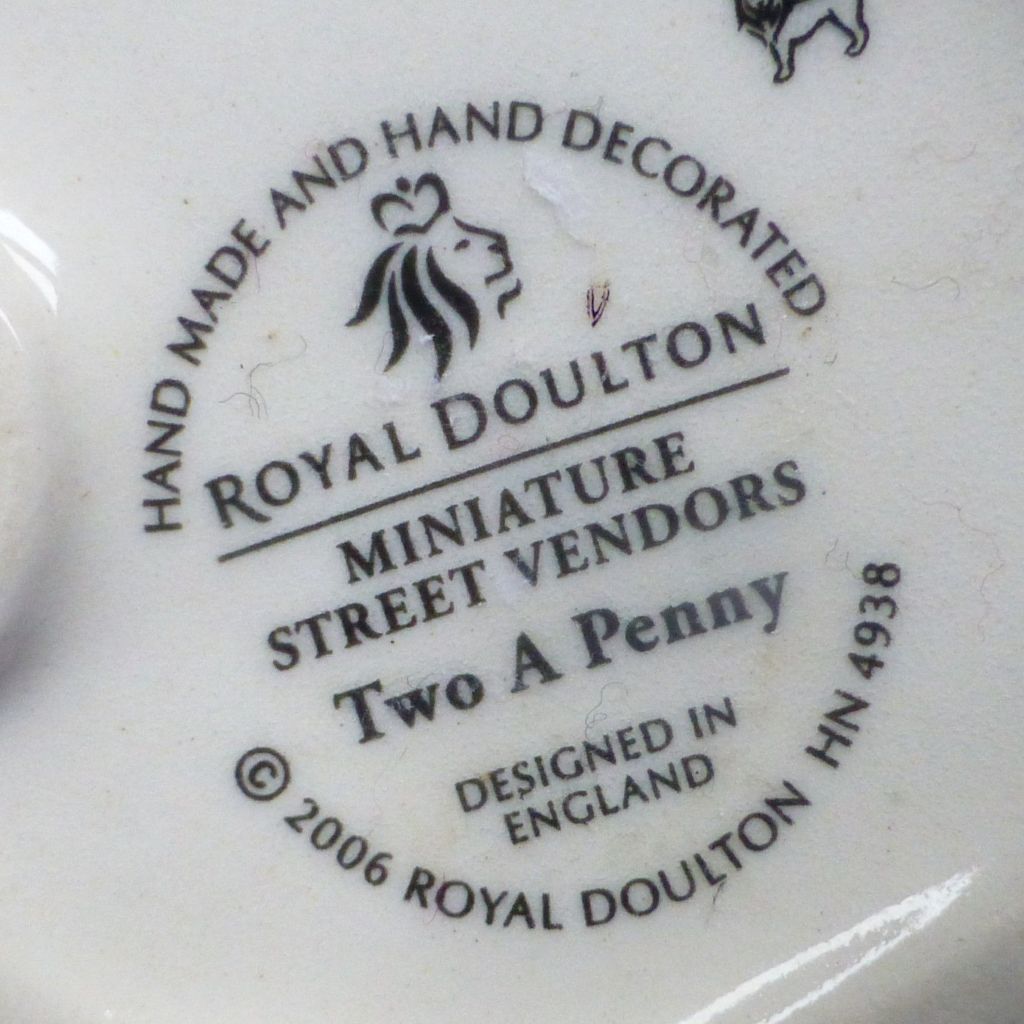 HAND MADE AND HAND DECORATED
ROYAL DOULTON
MINIATURE
STREET VENDORS
Two A Penny
DESIGNED IN
ENGLAND
© 2006 ROYAL DOULTON HN 4938